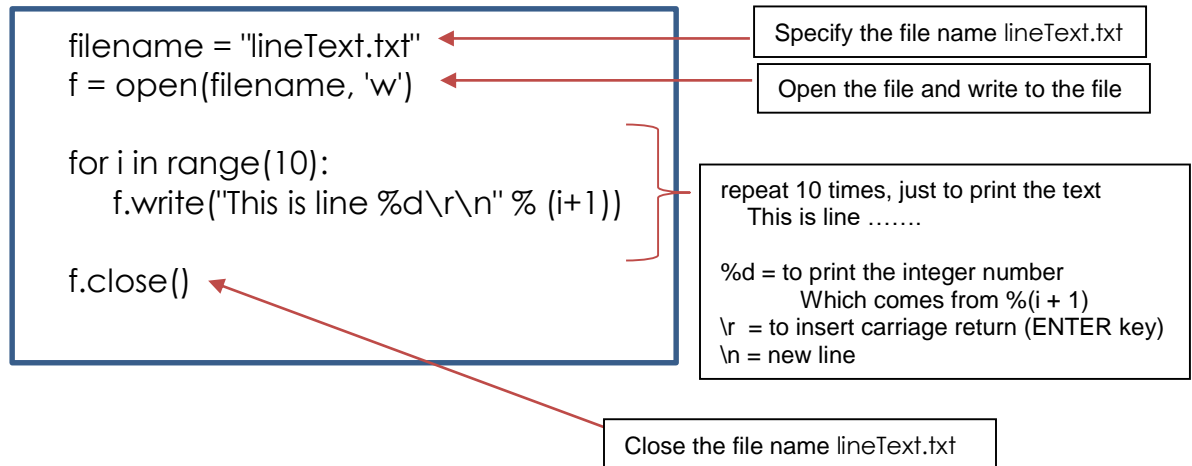 filename = "lineText.txt"
f = open(filename, 'w')
for i in range(10):
f.write("This is line %d\r\n" % (i+1))
f.close()
Specify the file name lineText.txt
Open the file and write to the file
repeat 10 times, just to print the text
This is line …….
%d = to print the integer number
Which comes from %(i + 1)
\r = to insert carriage return (ENTER key)
\n = new line
Close the file name lineText.txt